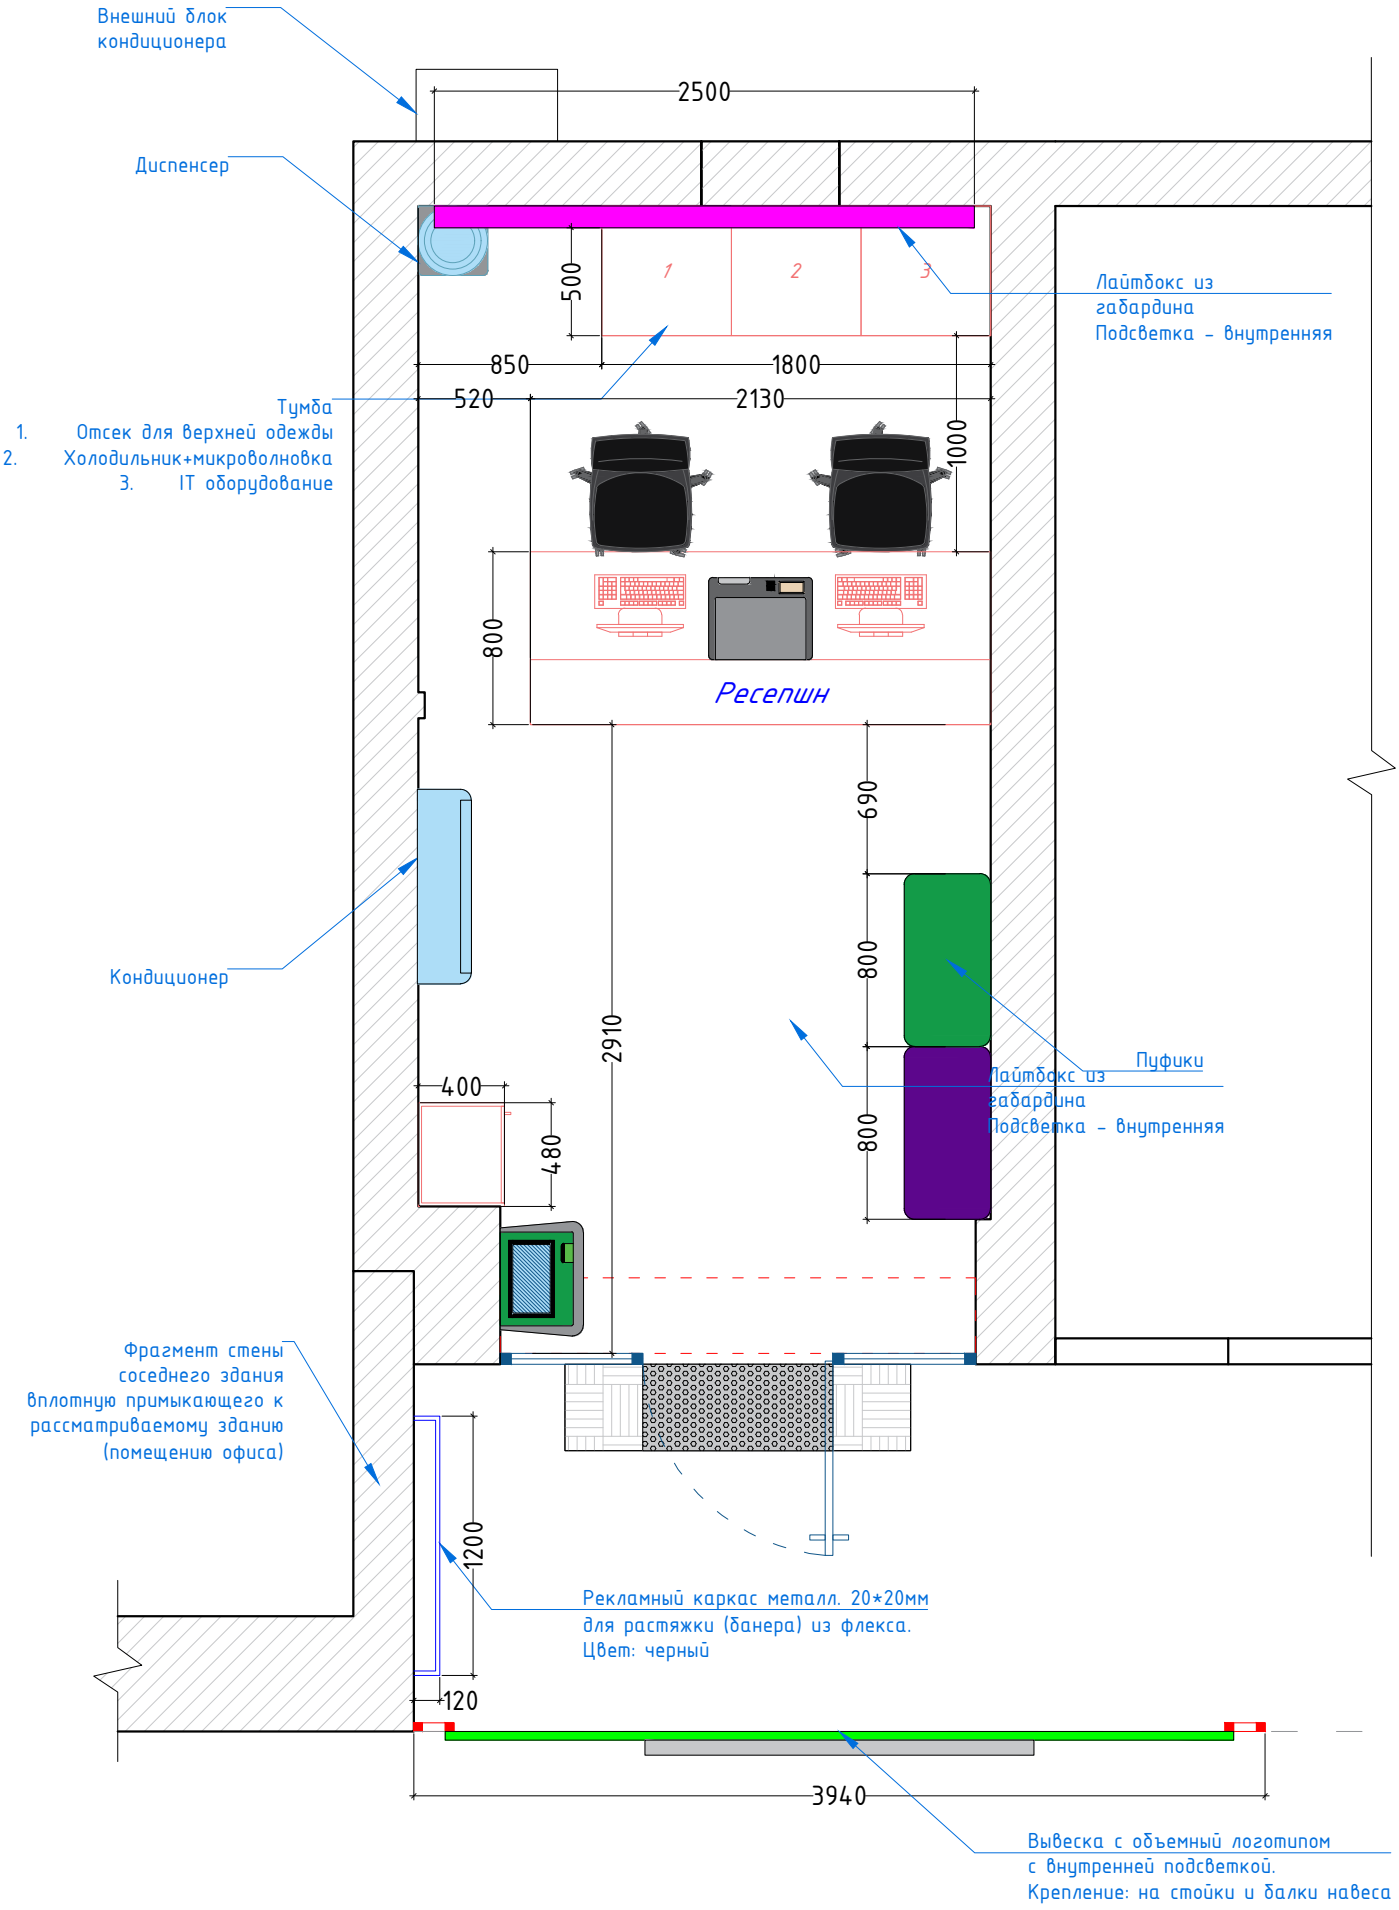 Внешний блок
кондиционера
2500
Диспенсер
500
1
2
3
Лайтбокс из
габардина
Подсветка - внутренняя
850
1800
520
2130
Тумба
1. Отсек для верхней одежды
2. Холодильник+микроволновка
3. IT оборудование
1000
800
Ресепшн
690
800
Кондиционер
2910
Пуфики
Лайтбокс из
габардина
Подсветка - внутренняя
400
480
800
Фрагмент стены
соседнего здания
вплотную примыкающего к
рассматриваемому зданию
(помещению офиса)
1200
Рекламный каркас металл. 20*20мм
для растяжки (банера) из флекса.
Цвет: черный
120
3940
Вывеска с объемный логотипом
с внутренней подсветкой.
Крепление: на стойки и балки навеса